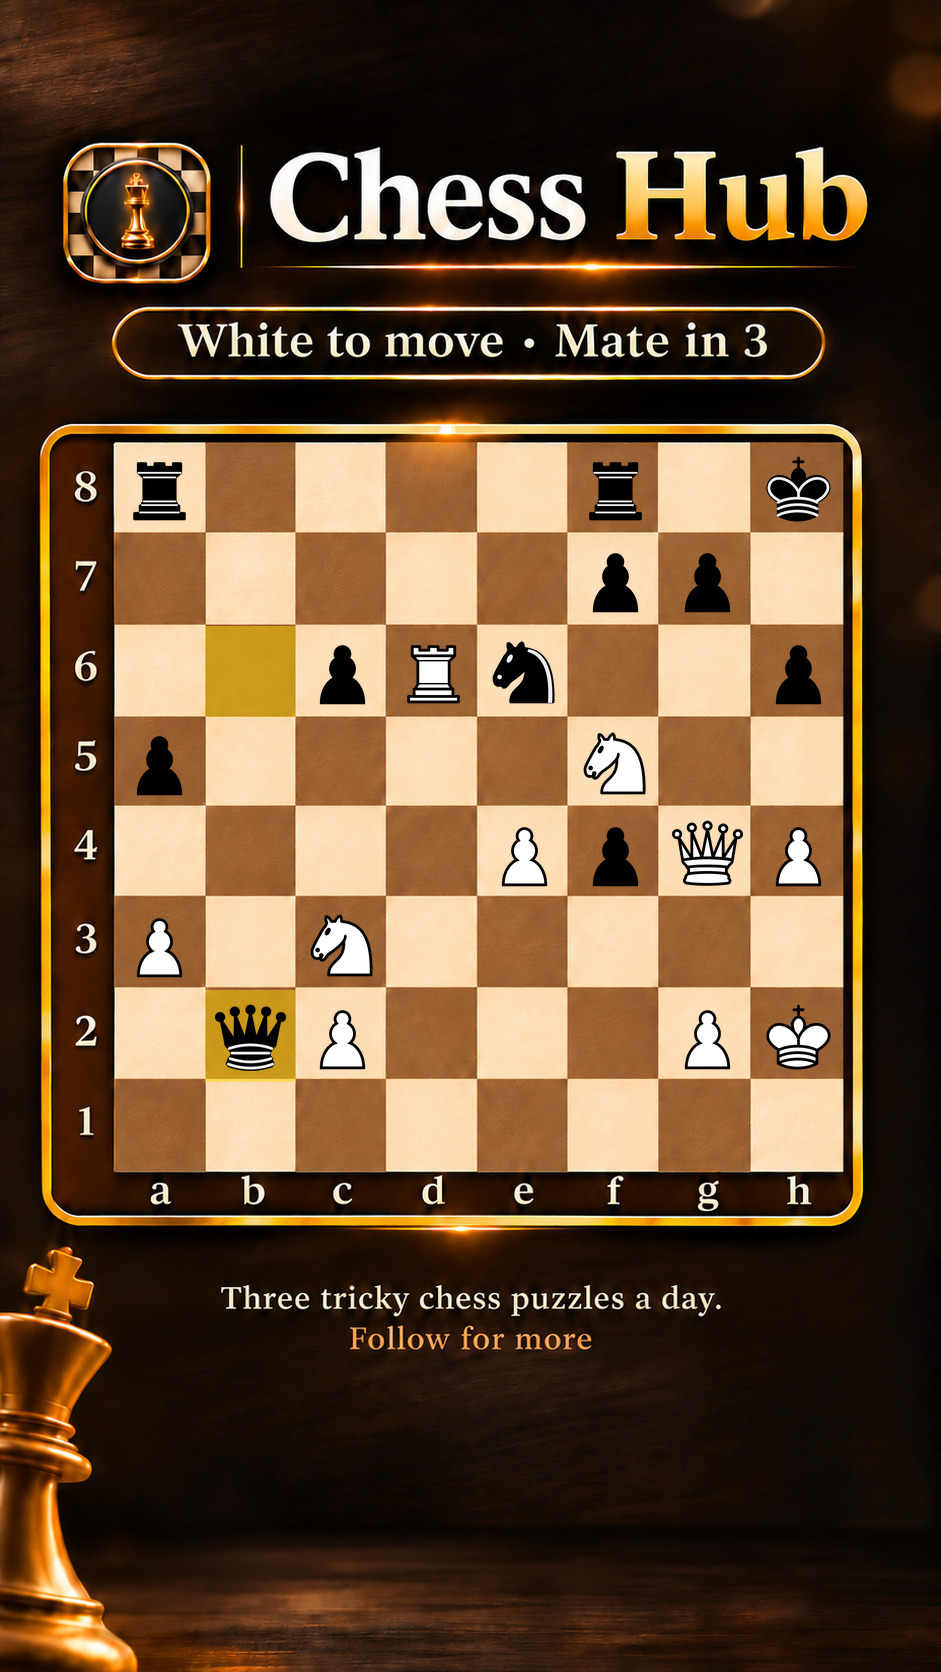 Chess Hub
White to move • Mate in 3
8
7
6
5
4
3
2
1
a b c d e f g h
Three tricky chess puzzles a day.
Follow for more